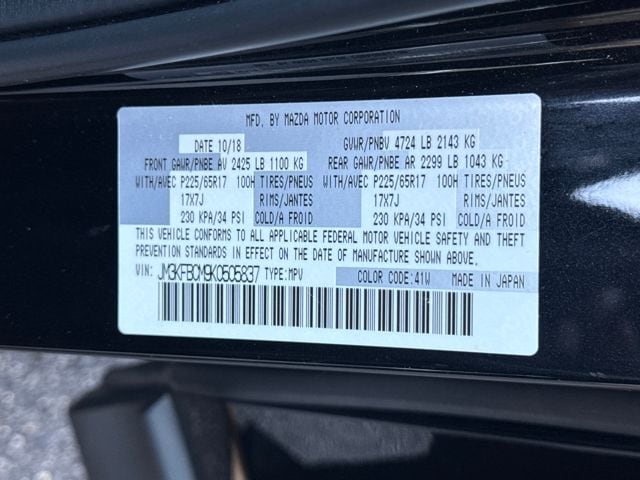 MFD. BY MAZDA MOTOR CORPORATION
DATE 10/18 GVWR/PNBV 4724 LB 2143 KG
FRONT GAWR/PNBE AV 2425 LB 1100 KG REAR GAWR/PNBE AR 2299 LB 1043 KG
WITH/AVEC P225/65R17 100H TIRES/PNEUS WITH/AVEC P225/65R17 100H TIRES/PNEUS
17X7J RIMS/JANTES 17X7J RIMS/JANTES
230 KPA/34 PSI COLD/A FROID 230 KPA/34 PSI COLD/A FROID
THIS VEHICLE CONFORMS TO ALL APPLICABLE FEDERAL MOTOR VEHICLE SAFETY AND THEFT
PREVENTION STANDARDS IN EFFECT ON THE DATE OF MANUFACTURE SHOWN ABOVE.
VIN: JM3KFBCM9K0505837 TYPE:MPV COLOR CODE:41W MADE IN JAPAN